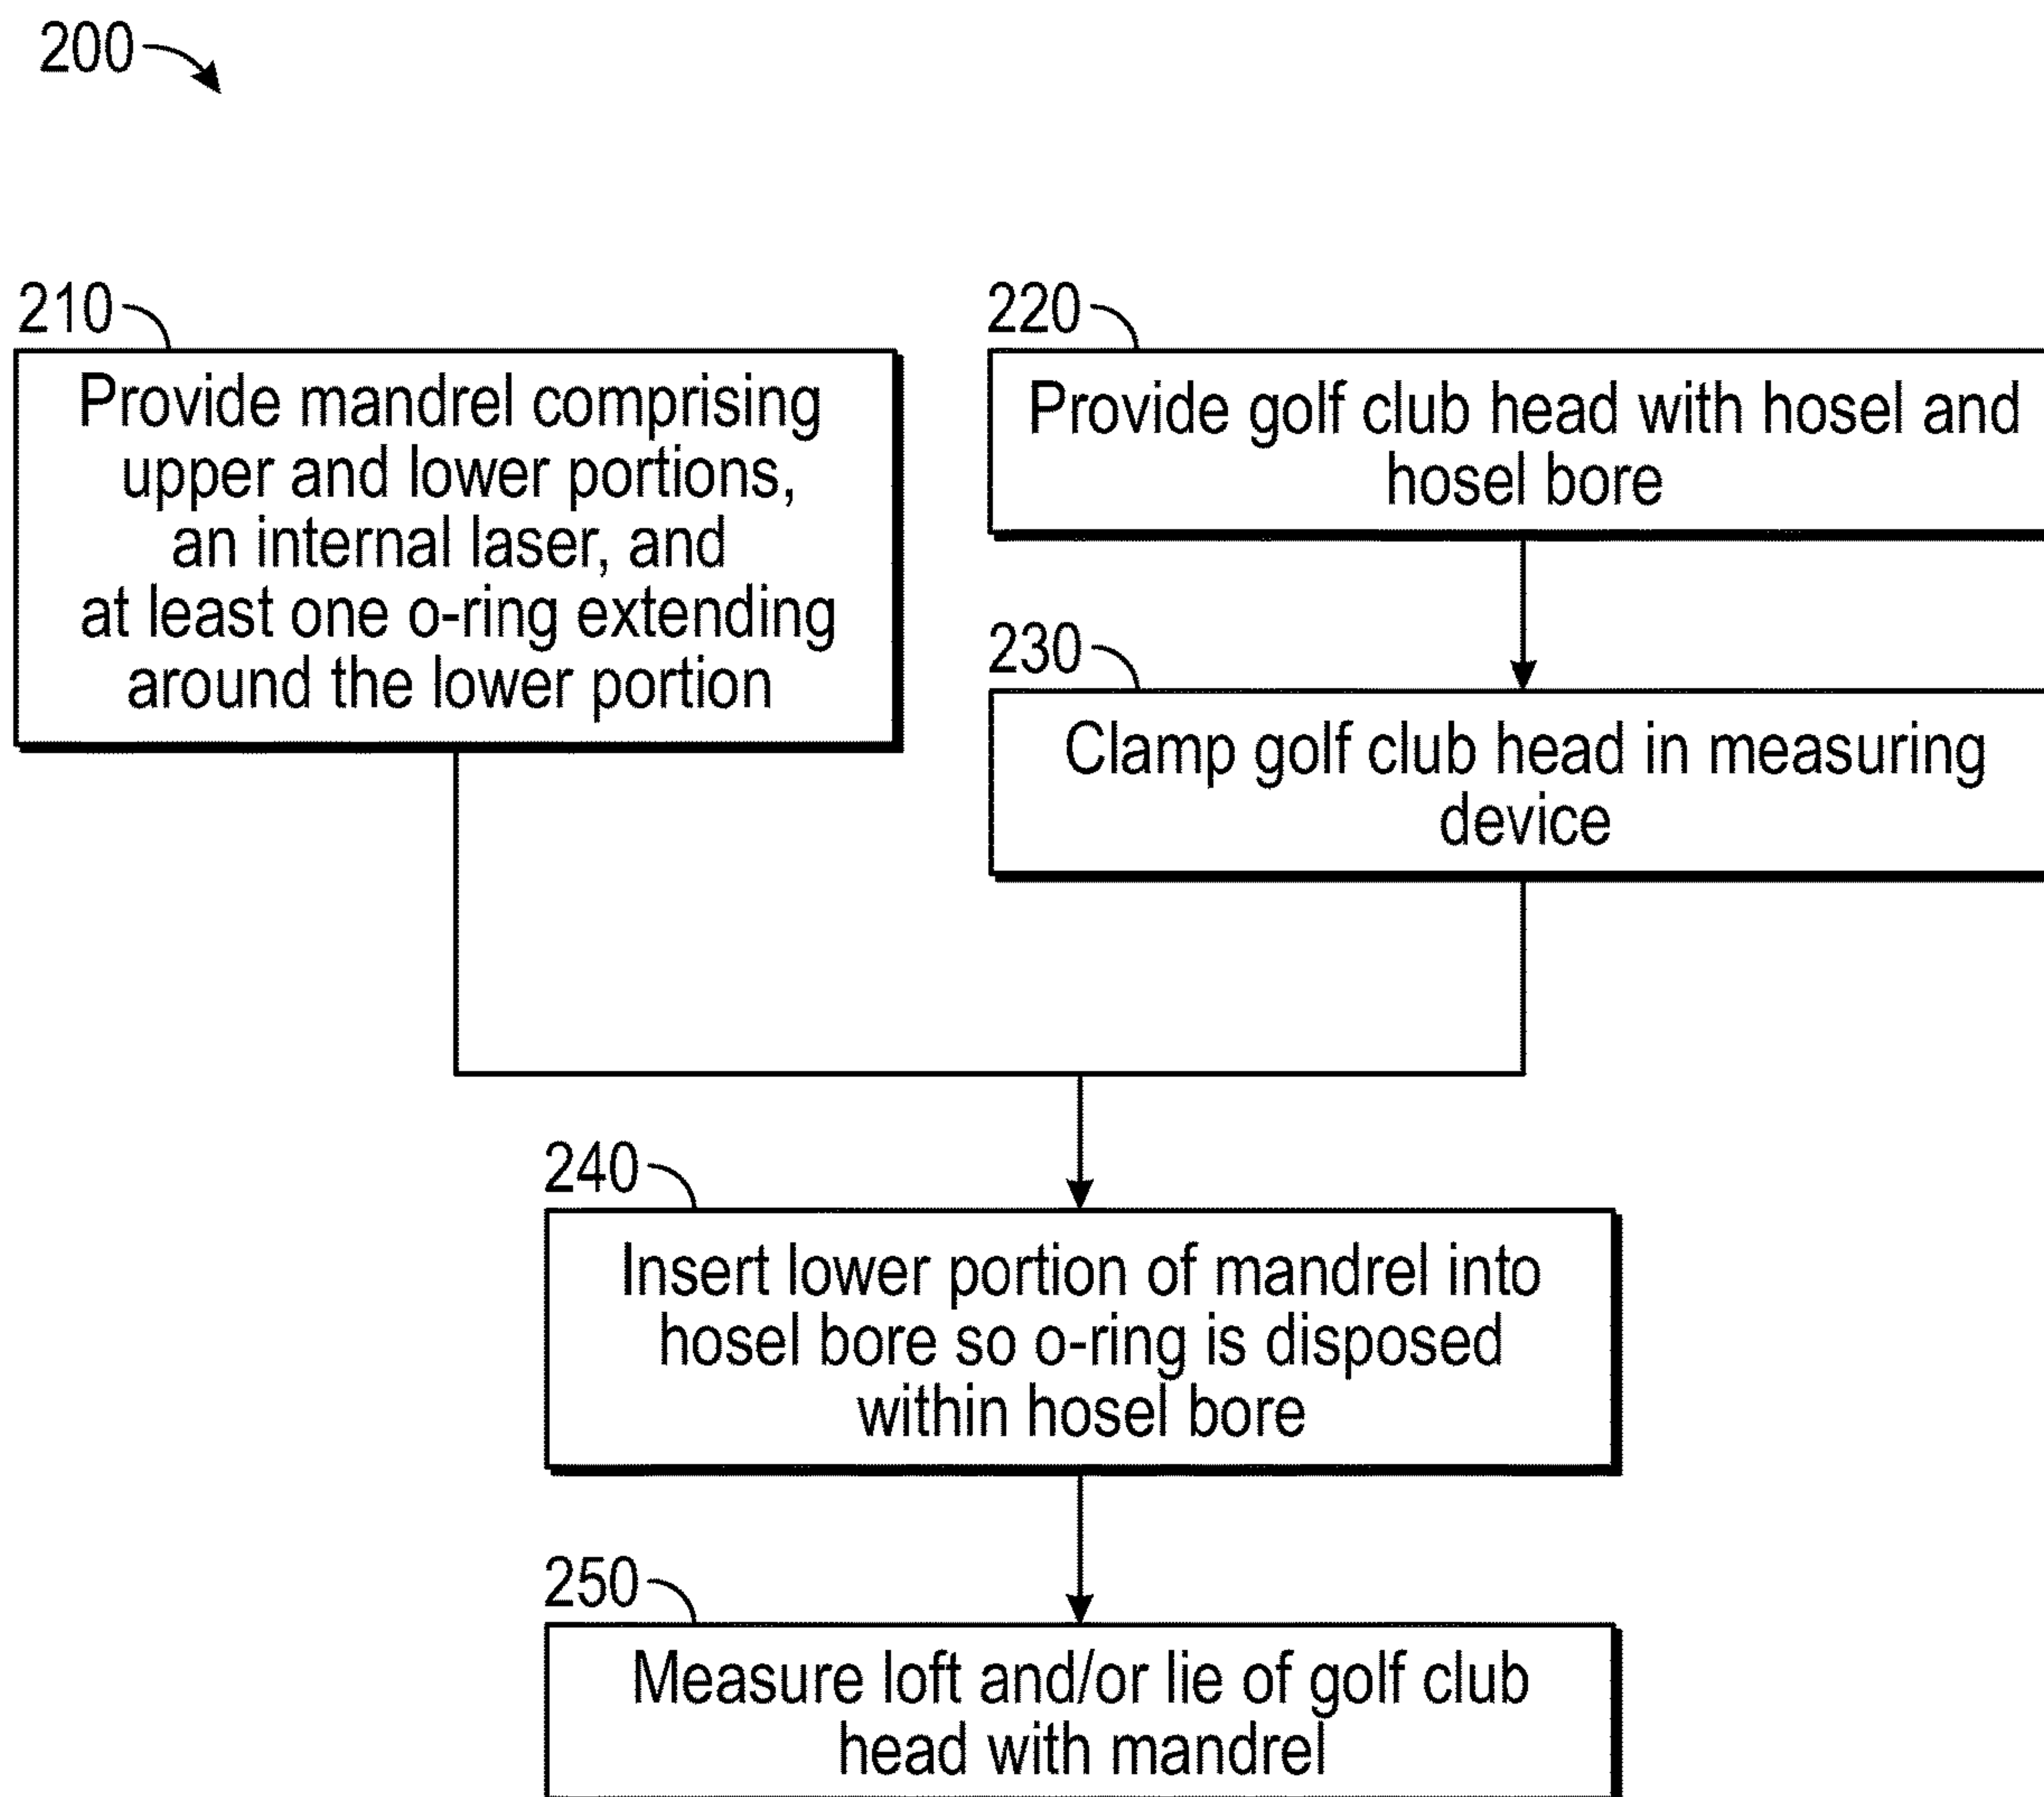 200
210
Provide mandrel comprising
upper and lower portions,
an internal laser, and
at least one o-ring extending
around the lower portion
220
Provide golf club head with hosel and
hosel bore
230
Clamp golf club head in measuring
device
240
Insert lower portion of mandrel into
hosel bore so o-ring is disposed
within hosel bore
250
Measure loft and/or lie of golf club
head with mandrel